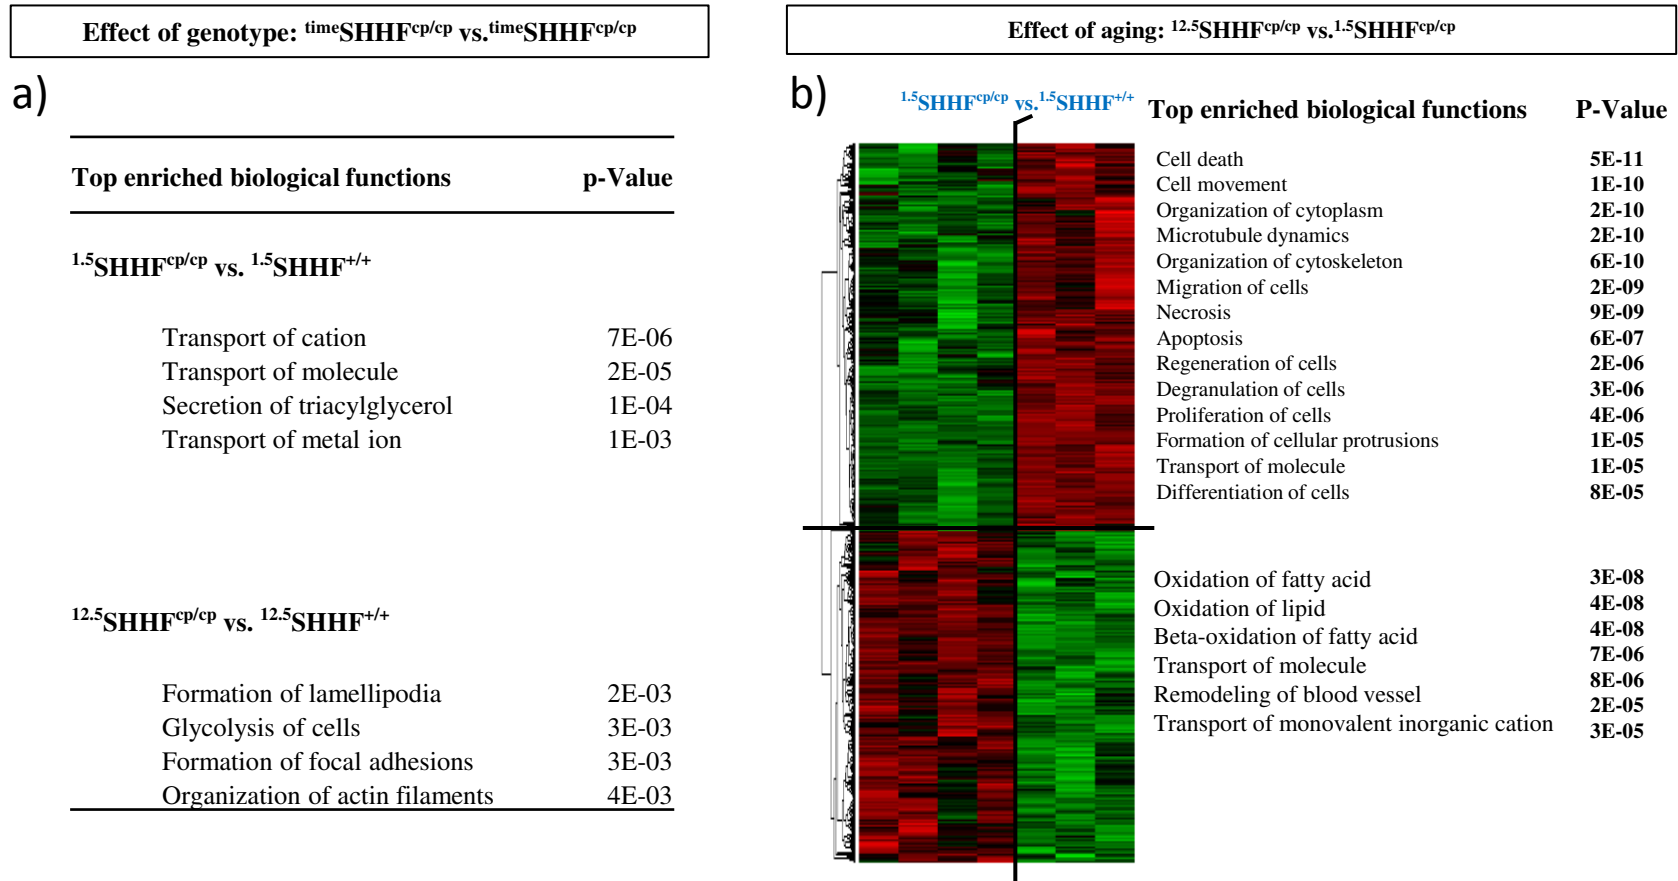 Effect of genotype: timeSHHFcp/cp vs.timeSHHFcp/cp
a)
Top enriched biological functions p-Value
1.5SHHFcp/cp vs. 1.5SHHF+/+
Transport of cation 7E-06
Transport of molecule 2E-05
Secretion of triacylglycerol 1E-04
Transport of metal ion 1E-03
12.5SHHFcp/cp vs. 12.5SHHF+/+
Formation of lamellipodia 2E-03
Glycolysis of cells 3E-03
Formation of focal adhesions 3E-03
Organization of actin filaments 4E-03
Effect of aging: 12.5SHHFcp/cp vs.1.5SHHFcp/cp
b)
1.5SHHFcp/cp vs.1.5SHHF+/+
Top enriched biological functions P-Value
Cell death 5E-11
Cell movement 1E-10
Organization of cytoplasm 2E-10
Microtubule dynamics 2E-10
Organization of cytoskeleton 6E-10
Migration of cells 2E-09
Necrosis 9E-09
Apoptosis 6E-07
Regeneration of cells 2E-06
Degranulation of cells 3E-06
Proliferation of cells 4E-06
Formation of cellular protrusions 1E-05
Transport of molecule 1E-05
Differentiation of cells 8E-05
Oxidation of fatty acid
Oxidation of lipid
Beta-oxidation of fatty acid
Transport of molecule
Remodeling of blood vessel
Transport of monovalent inorganic cation
3E-08
4E-08
4E-08
7E-06
8E-06
2E-05
3E-05